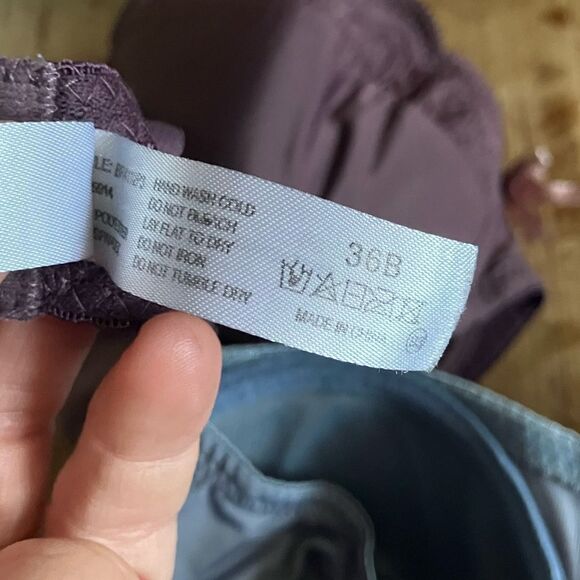 HAND WASH COLD
DO NOT BLEACH
LAY FLAT TO DRY
DO NOT IRON
DO NOT TUMBLE DRY
36B
MADE IN CHINA